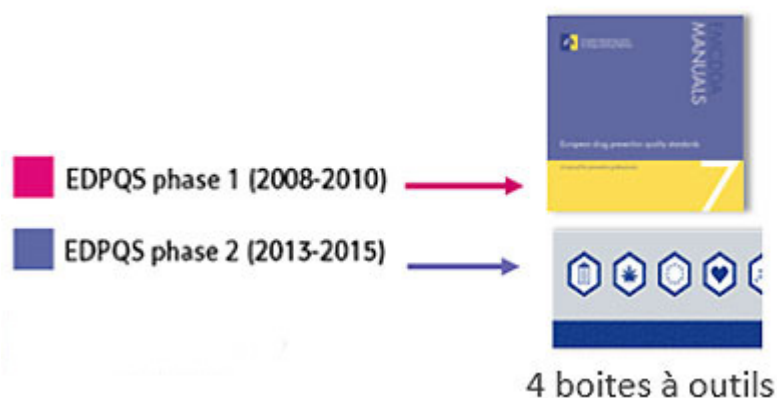 EMCDDA
MANUALS
European drug prevention quality standards
7
EDPQS phase 1 (2008-2010)
EDPQS phase 2 (2013-2015)
4 boites à outils